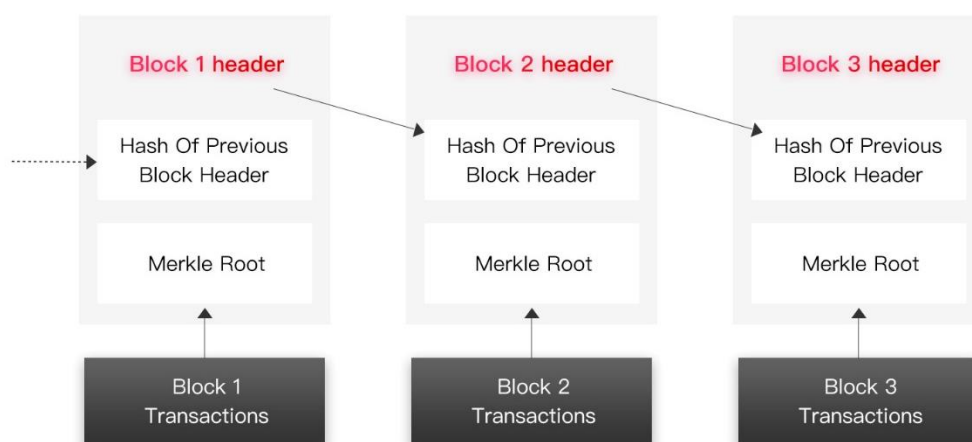 Block 1 header
Hash Of Previous
Block Header
Merkle Root
Block 1
Transactions
Block 2 header
Hash Of Previous
Block Header
Merkle Root
Block 2
Transactions
Block 3 header
Hash Of Previous
Block Header
Merkle Root
Block 3
Transactions